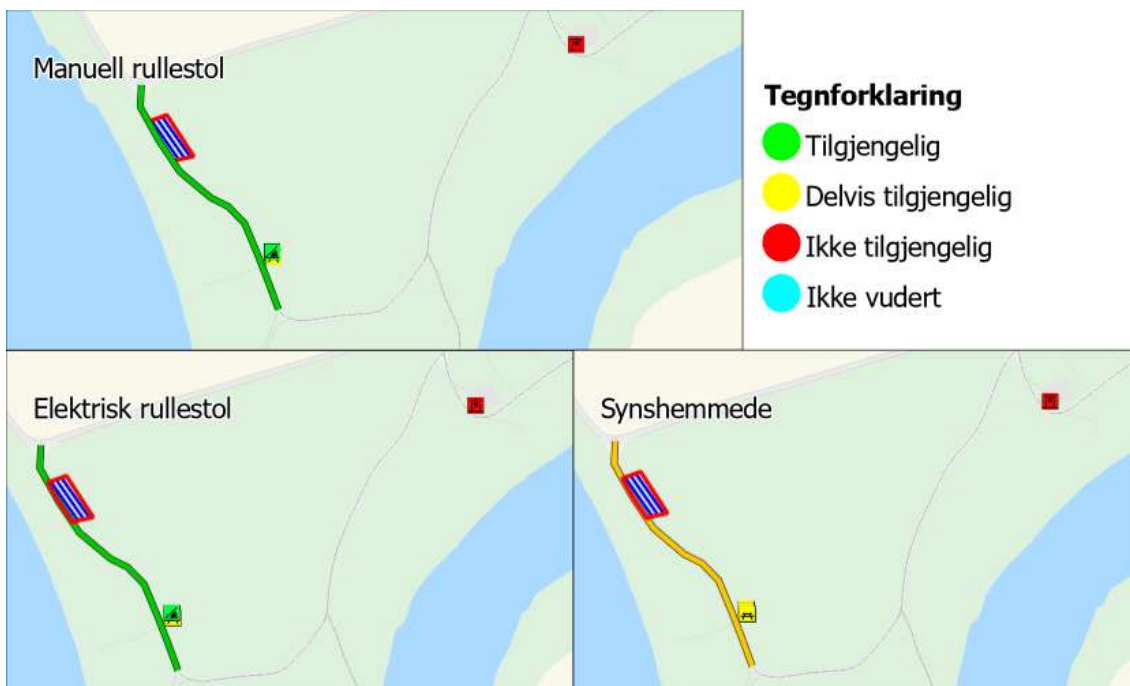 Manuell rullestol
Tegnforklaring
Tilgjengelig
Delvis tilgjengelig
Ikke tilgjengelig
Ikke vudert
Elektrisk rullestol
Synshemmede